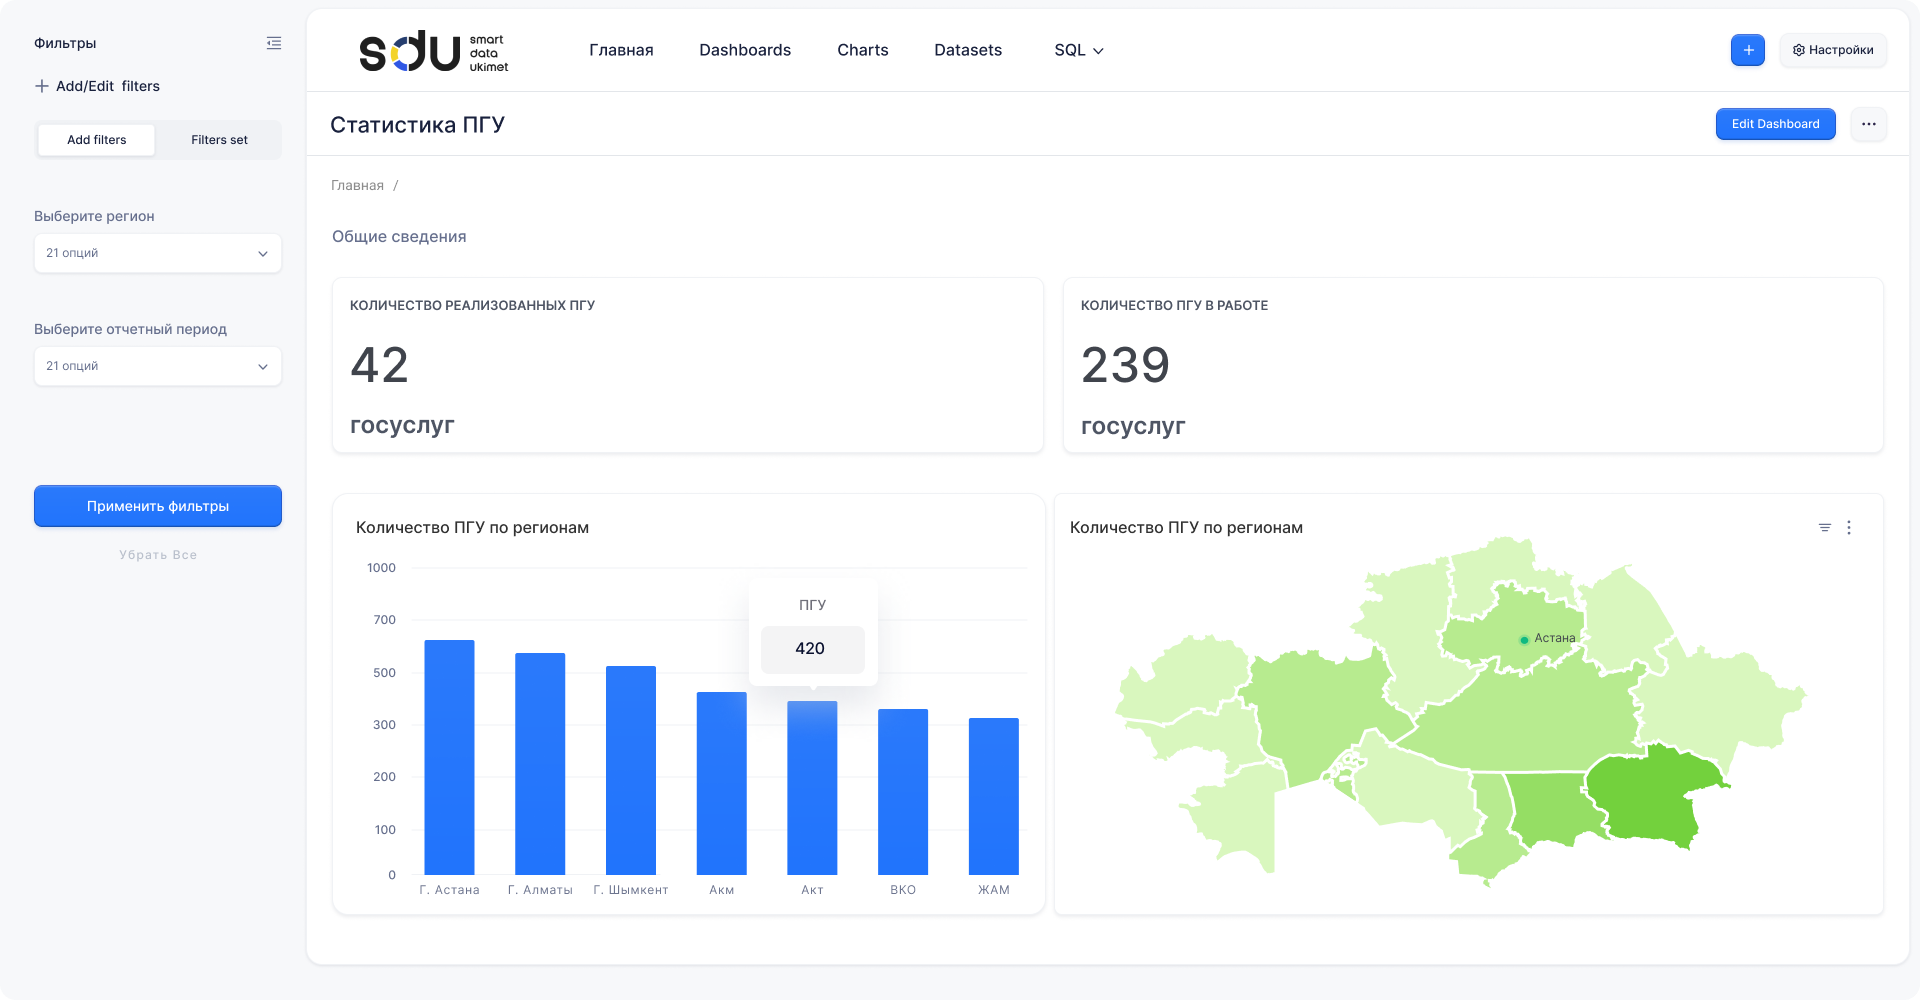 Фильтры
Add/Edit filters
Add filters
Filters set
Выберите регион
21 опций
Выберите отчетный период
21 опций
Применить фильтры
Убрать Все
sdu
smart
data
ukimet
Главная
Dashboards
Charts
Datasets
SQL
Настройки
Статистика ПГУ
Edit Dashboard
Главная /
Общие сведения
КОЛИЧЕСТВО РЕАЛИЗОВАННЫХ ПГУ
42
госуслуг
КОЛИЧЕСТВО ПГУ В РАБОТЕ
239
госуслуг
Количество ПГУ по регионам
1000
700
500
300
200
100
0
ПГУ
420
Г. Астана
Г. Алматы
Г. Шымкент
Акм
Акт
ВКО
ЖАМ
Количество ПГУ по регионам
Астана